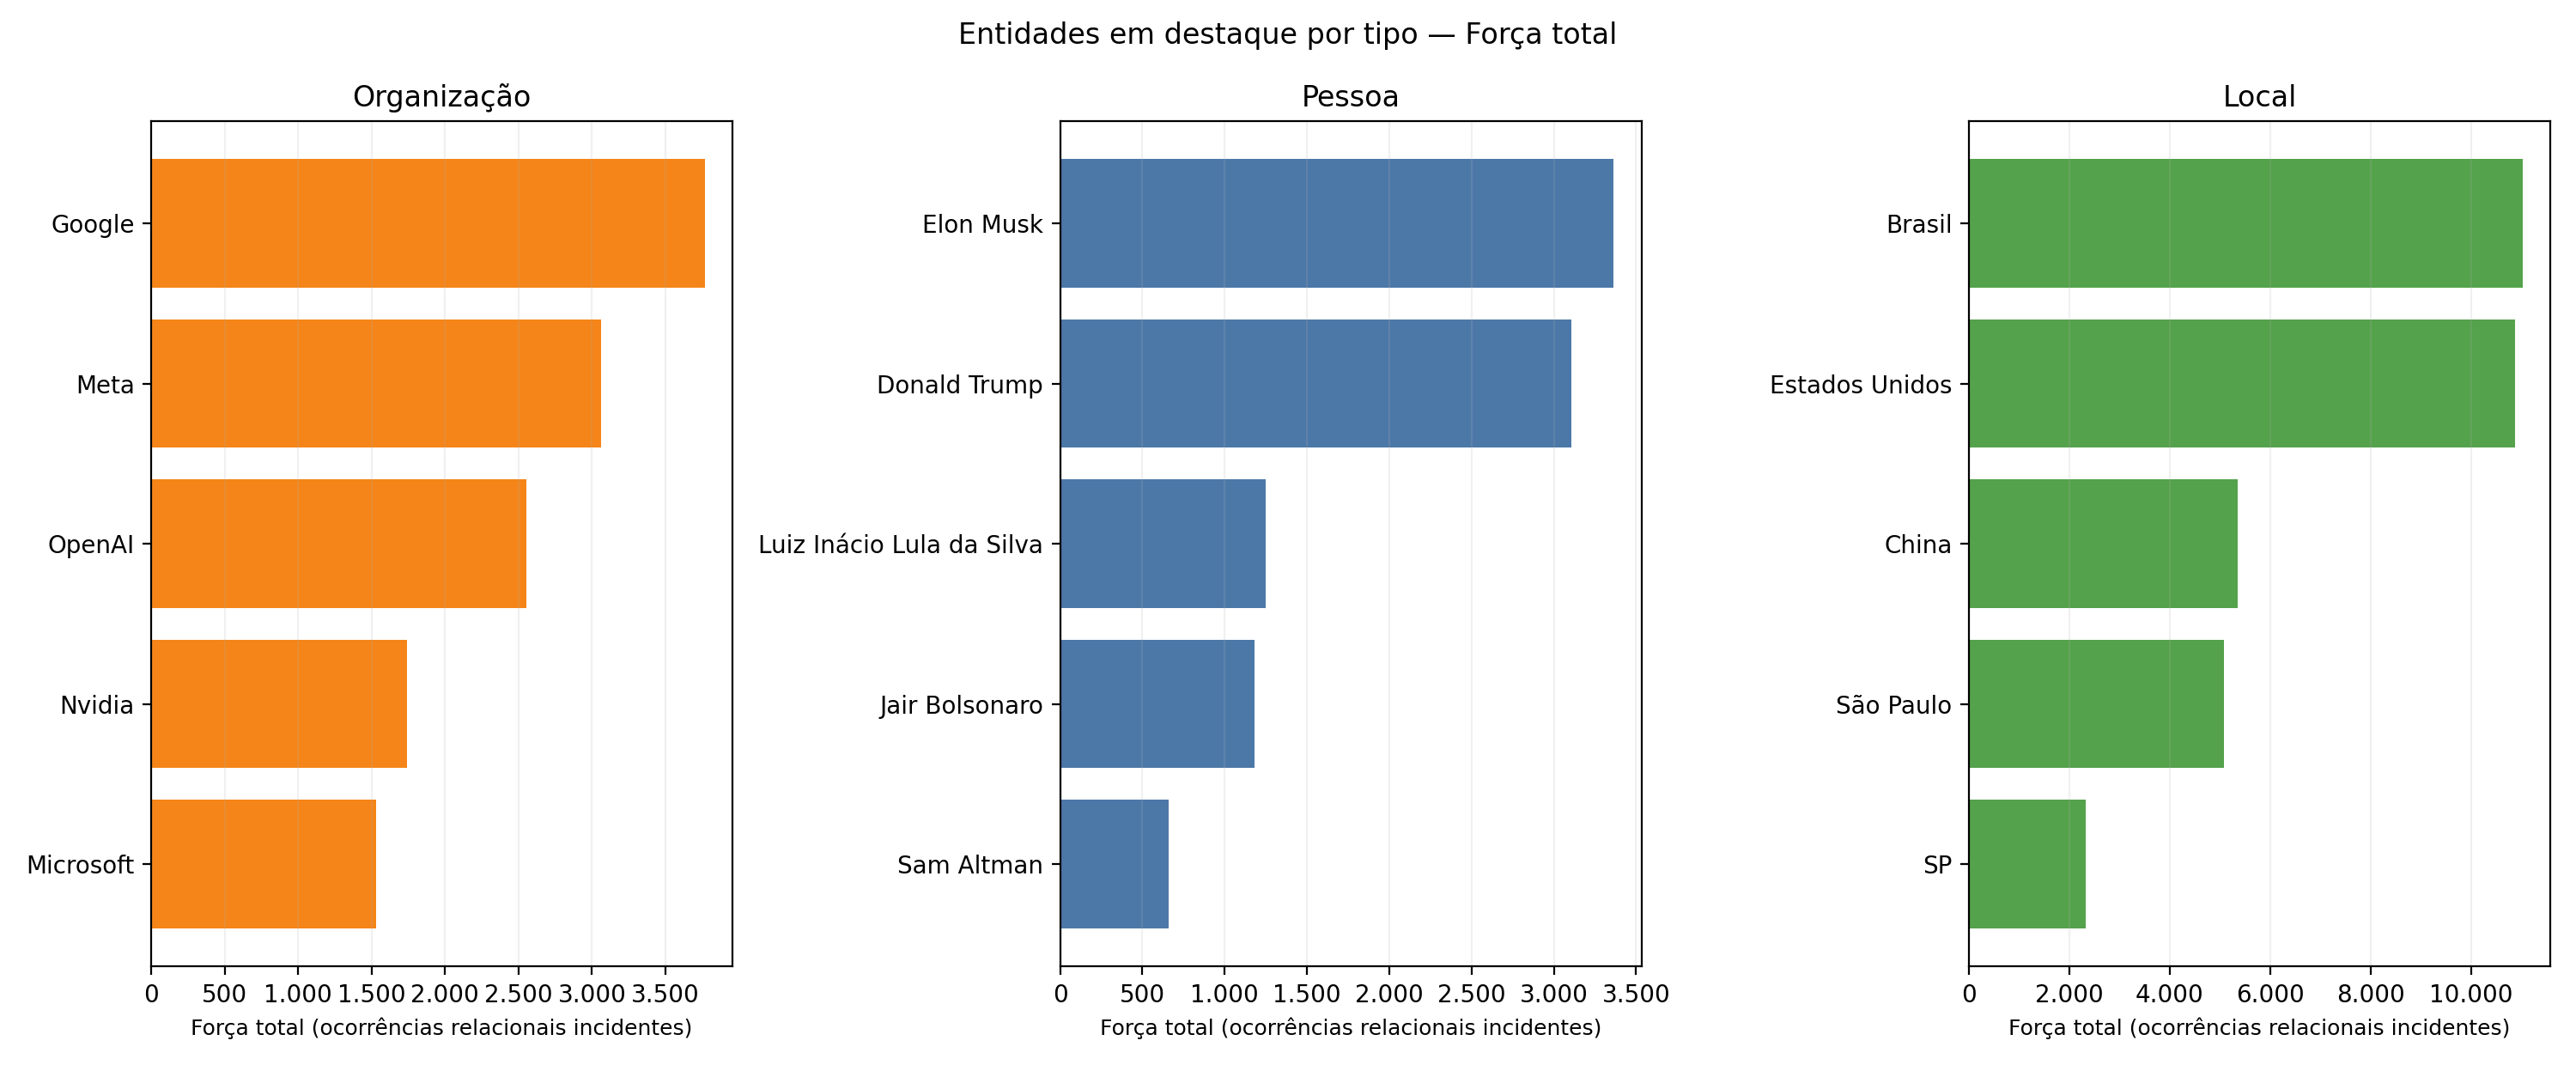 Entidades em destaque por tipo — Força total
Organização
Google
Meta
OpenAI
Nvidia
Microsoft
0 500 1.000 1.500 2.000 2.500 3.000 3.500
Força total (ocorrências relacionais incidentes)
Pessoa
Elon Musk
Donald Trump
Luiz Inácio Lula da Silva
Jair Bolsonaro
Sam Altman
0 500 1.000 1.500 2.000 2.500 3.000 3.500
Força total (ocorrências relacionais incidentes)
Local
Brasil
Estados Unidos
China
São Paulo
SP
0 2.000 4.000 6.000 8.000 10.000
Força total (ocorrências relacionais incidentes)